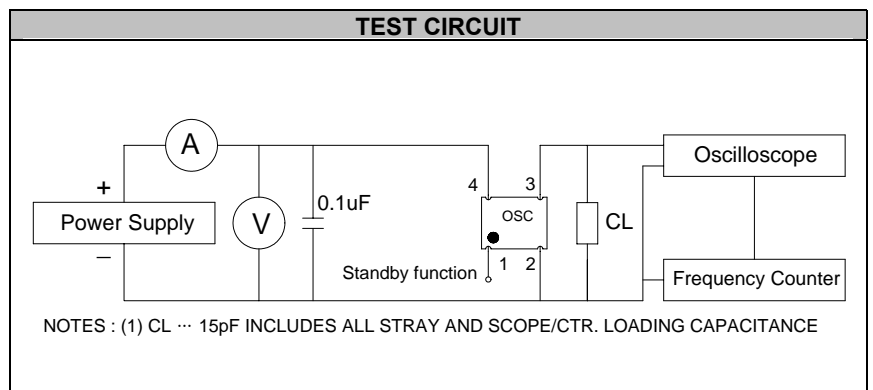 TEST CIRCUIT
A
Oscilloscope
+
4
3
0.1uF
Power Supply
V
OSC
CL
–
Standby function
1
2
Frequency Counter
NOTES : (1) CL ··· 15pF INCLUDES ALL STRAY AND SCOPE/CTR. LOADING CAPACITANCE